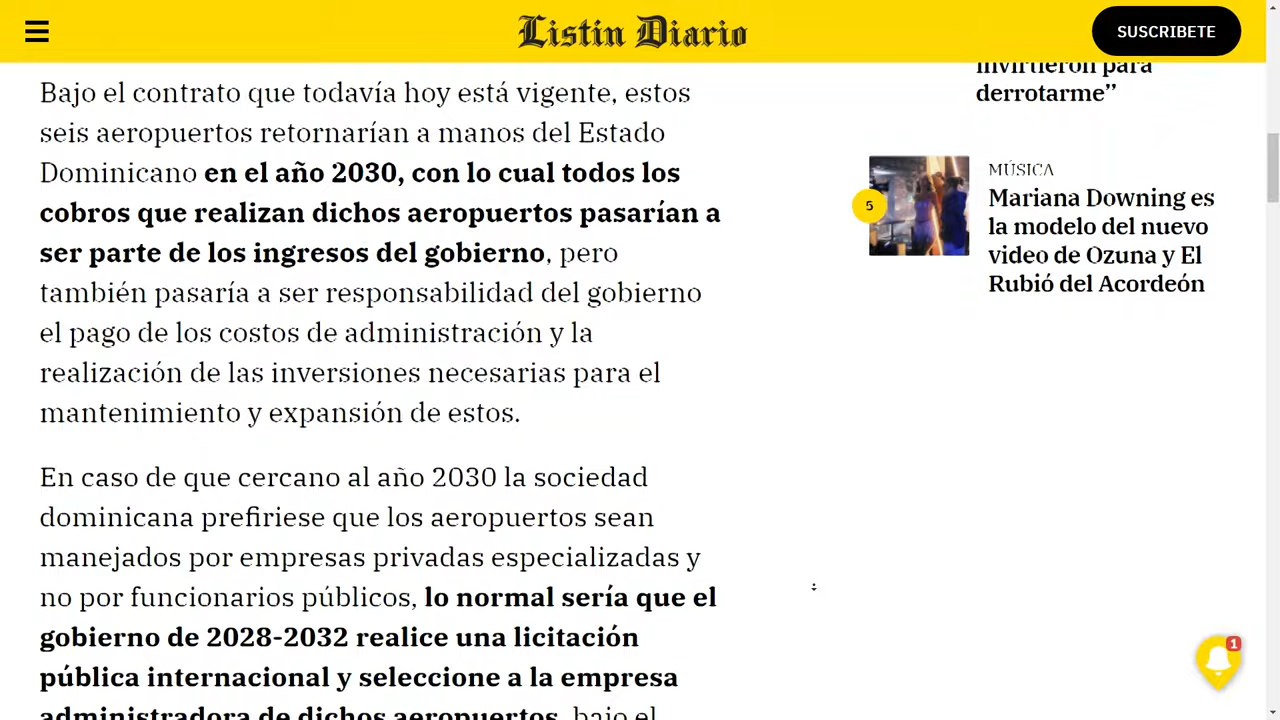 Listin Diario
SUSCRIBETE
Bajo el contrato que todavía hoy está vigente, estos
seis aeropuertos retornarían a manos del Estado
Dominicano en el año 2030, con lo cual todos los
cobros que realizan dichos aeropuertos pasarían a
ser parte de los ingresos del gobierno, pero
también pasaría a ser responsabilidad del gobierno
el pago de los costos de administración y la
realización de las inversiones necesarias para el
mantenimiento y expansión de estos.
En caso de que cercano al año 2030 la sociedad
dominicana prefiriese que los aeropuertos sean
manejados por empresas privadas especializadas y
no por funcionarios públicos, lo normal sería que el
gobierno de 2028-2032 realice una licitación
pública internacional y seleccione a la empresa
administradora de dichos aeropuertos, bajo el
invirtieron para
derrotarme”
5
MÚSICA
Mariana Downing es
la modelo del nuevo
video de Ozuna y El
Rubió del Acordeón
1